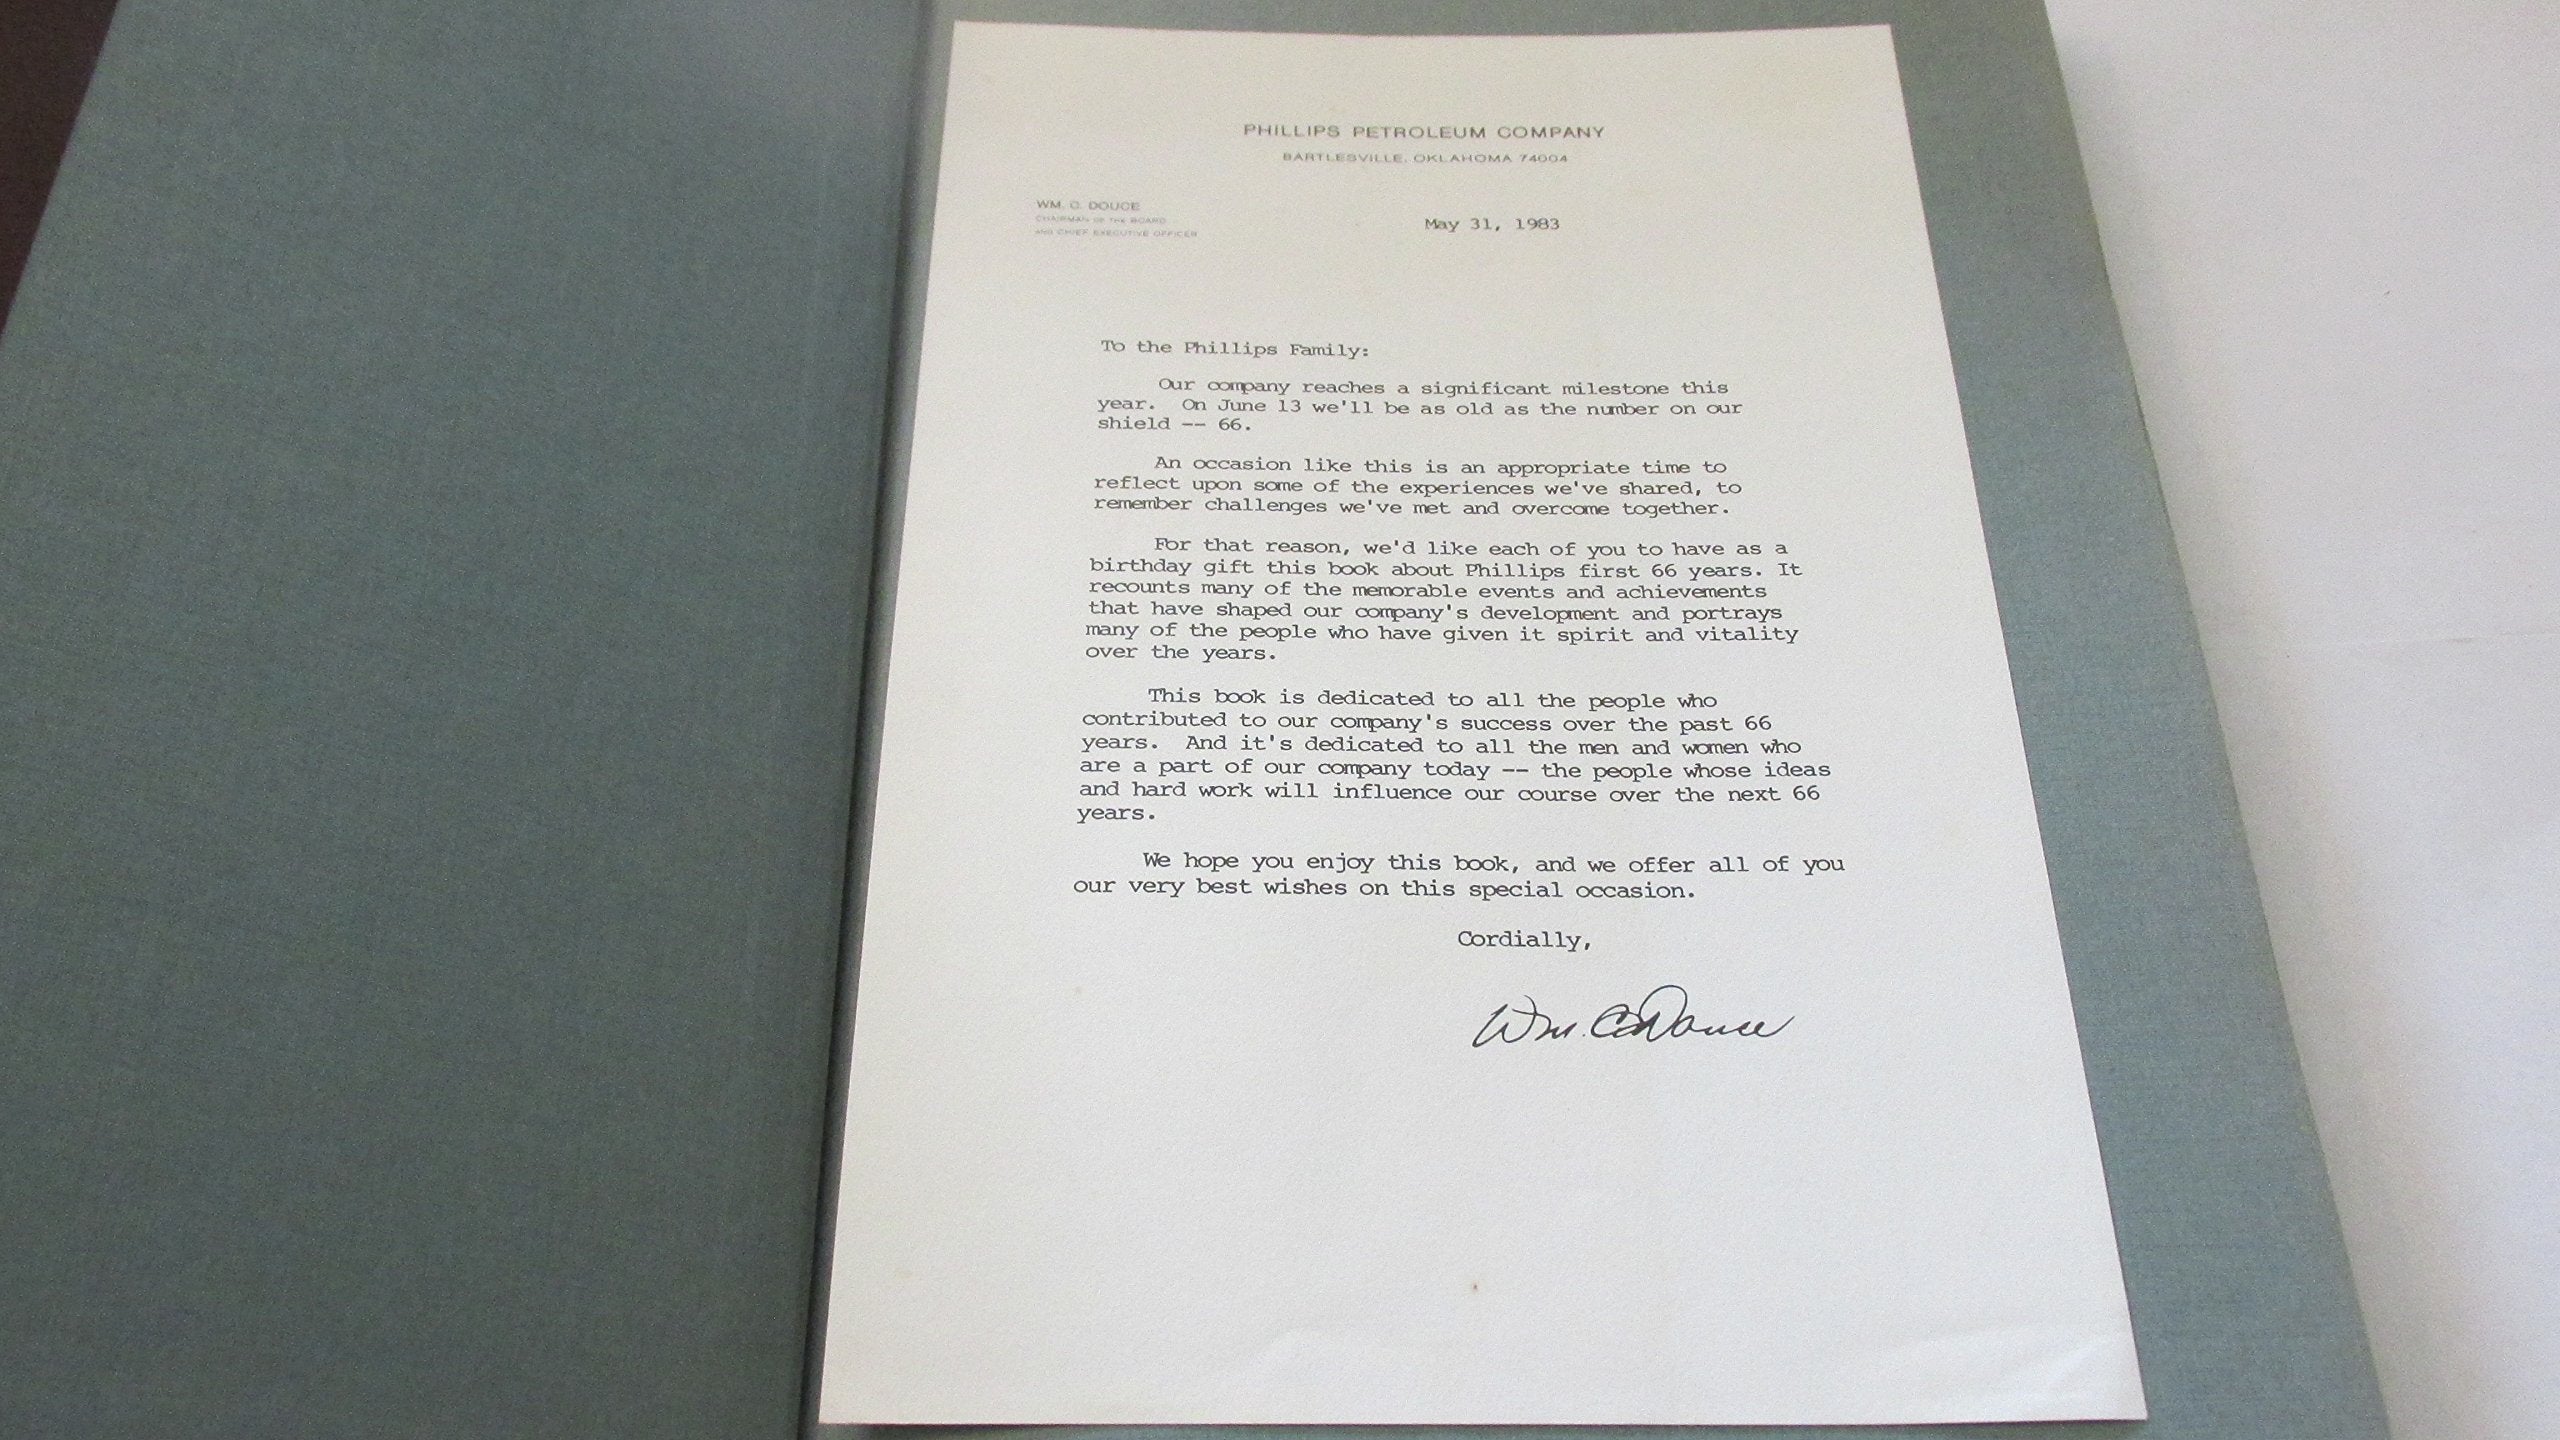 PHILLIPS PETROLEUM COMPANY
BARTLESVILLE, OKLAHOMA 74004
WM. C. DOUCE
CHAIRMAN OF THE BOARD
AND CHIEF EXECUTIVE OFFICER
May 31, 1983
To the Phillips Family:
Our company reaches a significant milestone this
year. On June 13 we'll be as old as the number on our
shield -- 66.
An occasion like this is an appropriate time to
reflect upon some of the experiences we've shared, to
remember challenges we've met and overcome together.
For that reason, we'd like each of you to have as a
birthday gift this book about Phillips first 66 years. It
recounts many of the memorable events and achievements
that have shaped our company's development and portrays
many of the people who have given it spirit and vitality
over the years.
This book is dedicated to all the people who
contributed to our company's success over the past 66
years. And it's dedicated to all the men and women who
are a part of our company today -- the people whose ideas
and hard work will influence our course over the next 66
years.
We hope you enjoy this book, and we offer all of you
our very best wishes on this special occasion.
Cordially,
Wm. C. Douce